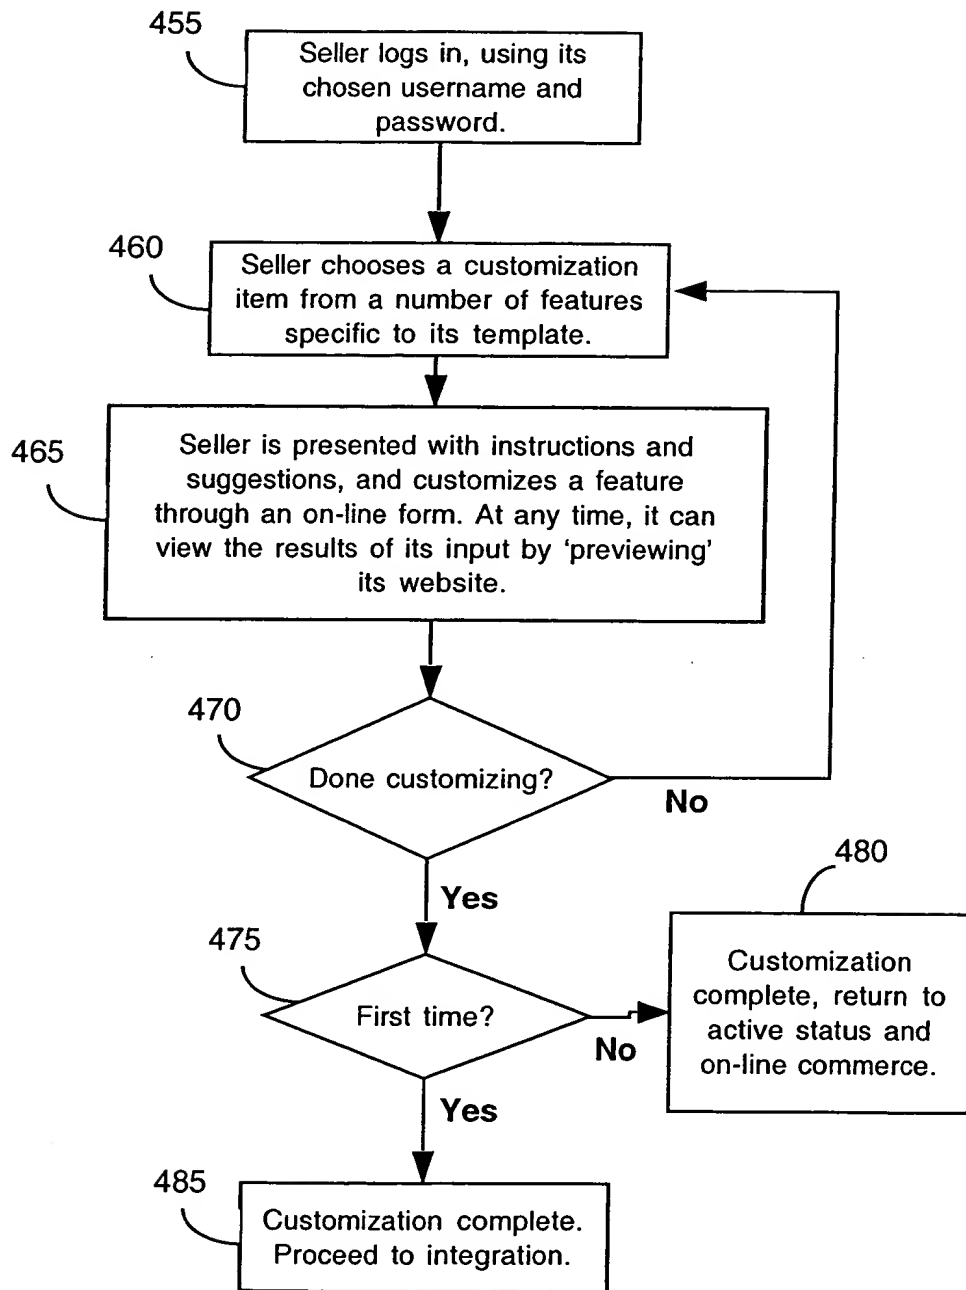 455
Seller logs in, using its
chosen username and
password.
460
Seller chooses a customization
item from a number of features
specific to its template.
465
Seller is presented with instructions and
suggestions, and customizes a feature
through an on-line form. At any time, it can
view the results of its input by ‘previewing’
its website.
470
Done customizing?
No
Yes
480
475
Customization
complete, return to
active status and
on-line commerce.
First time?
No
Yes
485
Customization complete.
Proceed to integration.